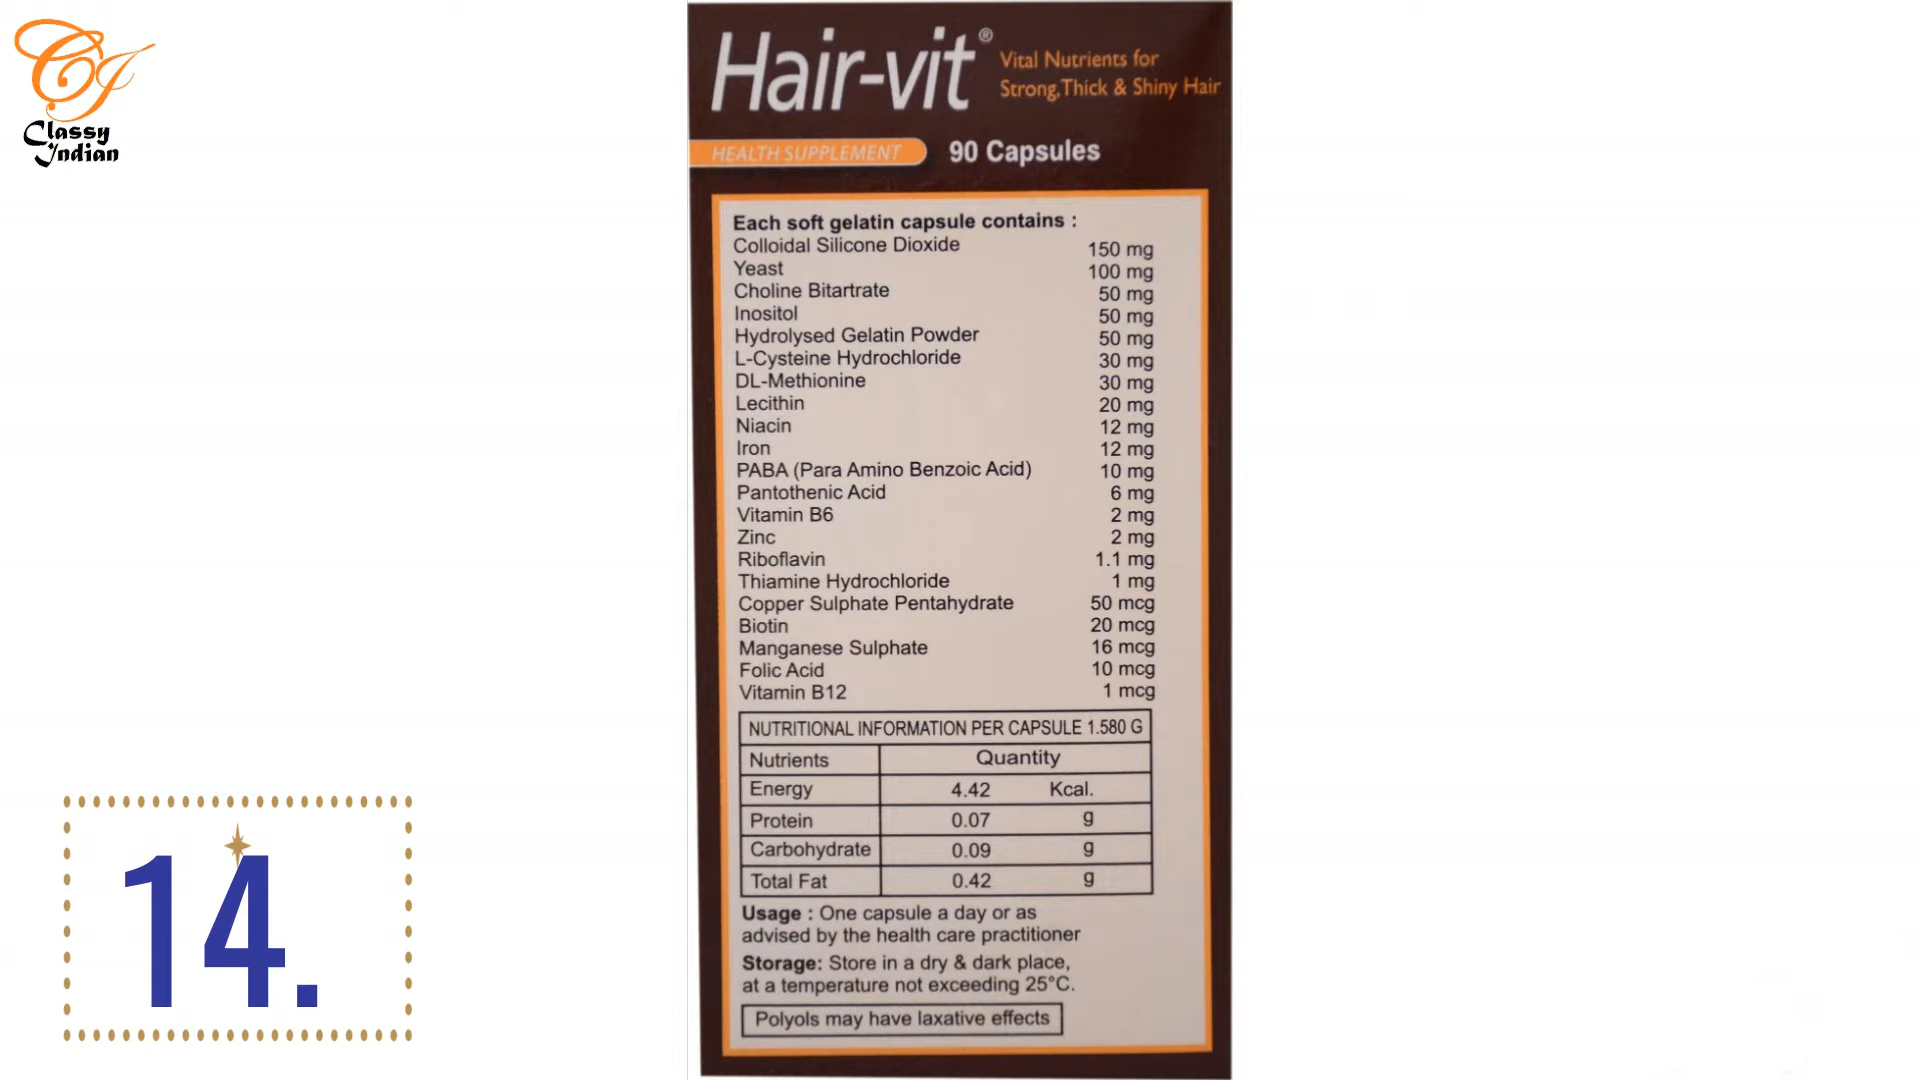 Classy
Indian
Hair-vit®
Vital Nutrients for
Strong,Thick & Shiny Hair
HEALTH SUPPLEMENT
90 Capsules
Each soft gelatin capsule contains :
Colloidal Silicone Dioxide 150 mg
Yeast 100 mg
Choline Bitartrate 50 mg
Inositol 50 mg
Hydrolysed Gelatin Powder 50 mg
L-Cysteine Hydrochloride 30 mg
DL-Methionine 30 mg
Lecithin 20 mg
Niacin 12 mg
Iron 12 mg
PABA (Para Amino Benzoic Acid) 10 mg
Pantothenic Acid 6 mg
Vitamin B6 2 mg
Zinc 2 mg
Riboflavin 1.1 mg
Thiamine Hydrochloride 1 mg
Copper Sulphate Pentahydrate 50 mcg
Biotin 20 mcg
Manganese Sulphate 16 mcg
Folic Acid 10 mcg
Vitamin B12 1 mcg
NUTRITIONAL INFORMATION PER CAPSULE 1.580 G
Nutrients Quantity
Energy 4.42 Kcal.
Protein 0.07 g
Carbohydrate 0.09 g
Total Fat 0.42 g
Usage : One capsule a day or as
advised by the health care practitioner
Storage: Store in a dry & dark place,
at a temperature not exceeding 25°C.
Polyols may have laxative effects
14.